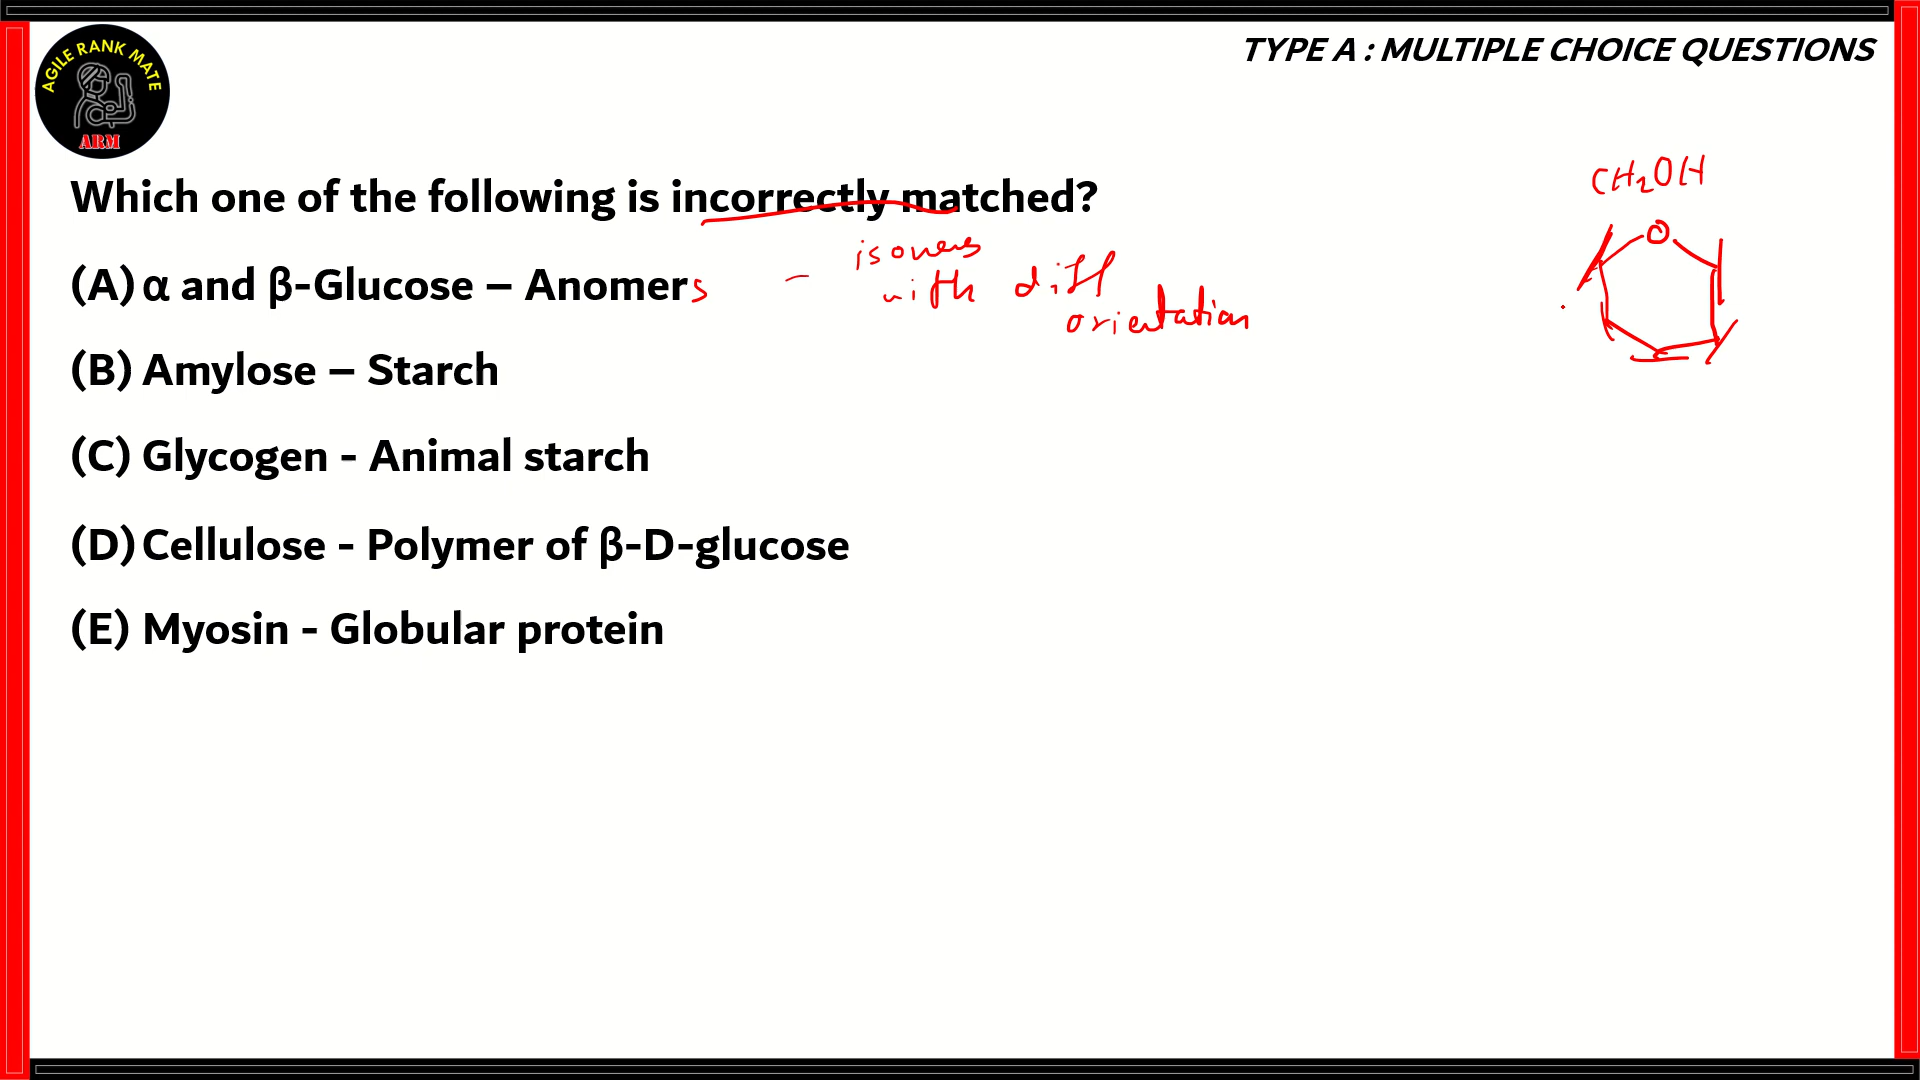 AGILE RANK MATE
ARM
TYPE A : MULTIPLE CHOICE QUESTIONS
Which one of the following is incorrectly matched?
(A) α and β-Glucose – Anomers – isomers
with diff
orientation
(B) Amylose – Starch
(C) Glycogen - Animal starch
(D) Cellulose - Polymer of β-D-glucose
(E) Myosin - Globular protein
CH₂OH
O